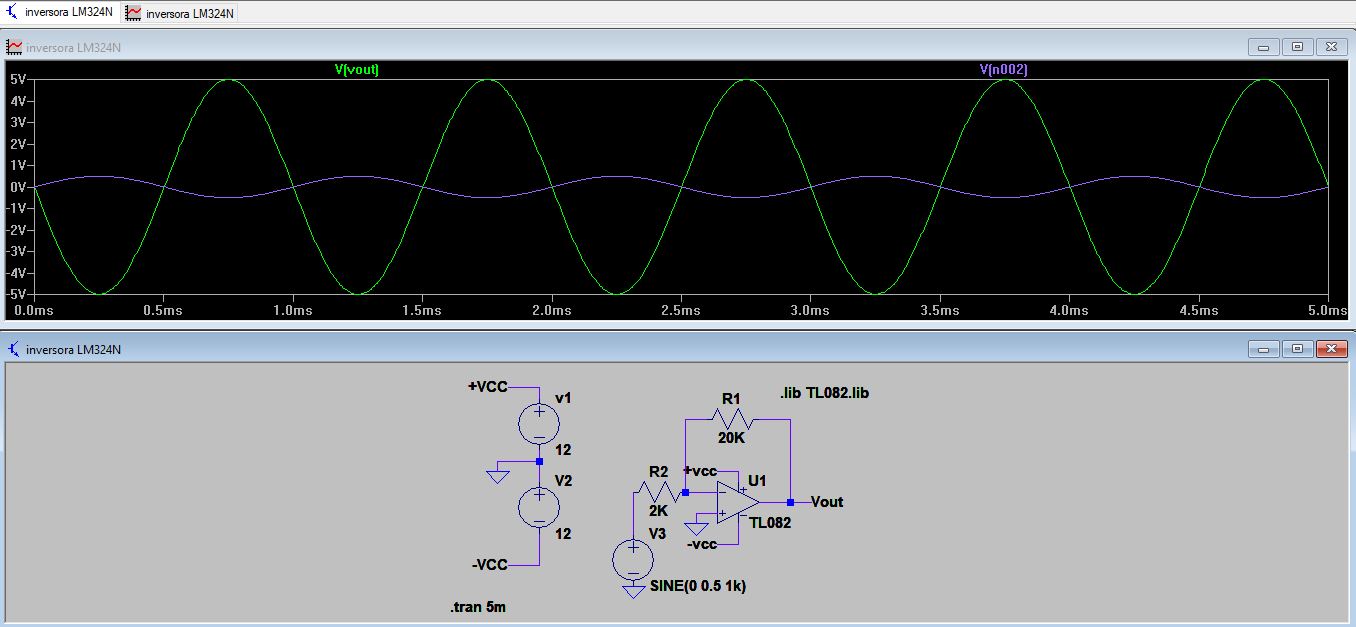 inversora LM324N inversora LM324N
inversora LM324N
V(vout) V(n002)
5V
4V
3V
2V
1V
0V
-1V
-2V
-3V
-4V
-5V
0.0ms 0.5ms 1.0ms 1.5ms 2.0ms 2.5ms 3.0ms 3.5ms 4.0ms 4.5ms 5.0ms
inversora LM324N
+VCC
v1
12
V2
12
-VCC
.tran 5m
.lib TL082.lib
R1
20K
R2
2K
+vcc
U1
Vout
TL082
-vcc
V3
SINE(0 0.5 1k)